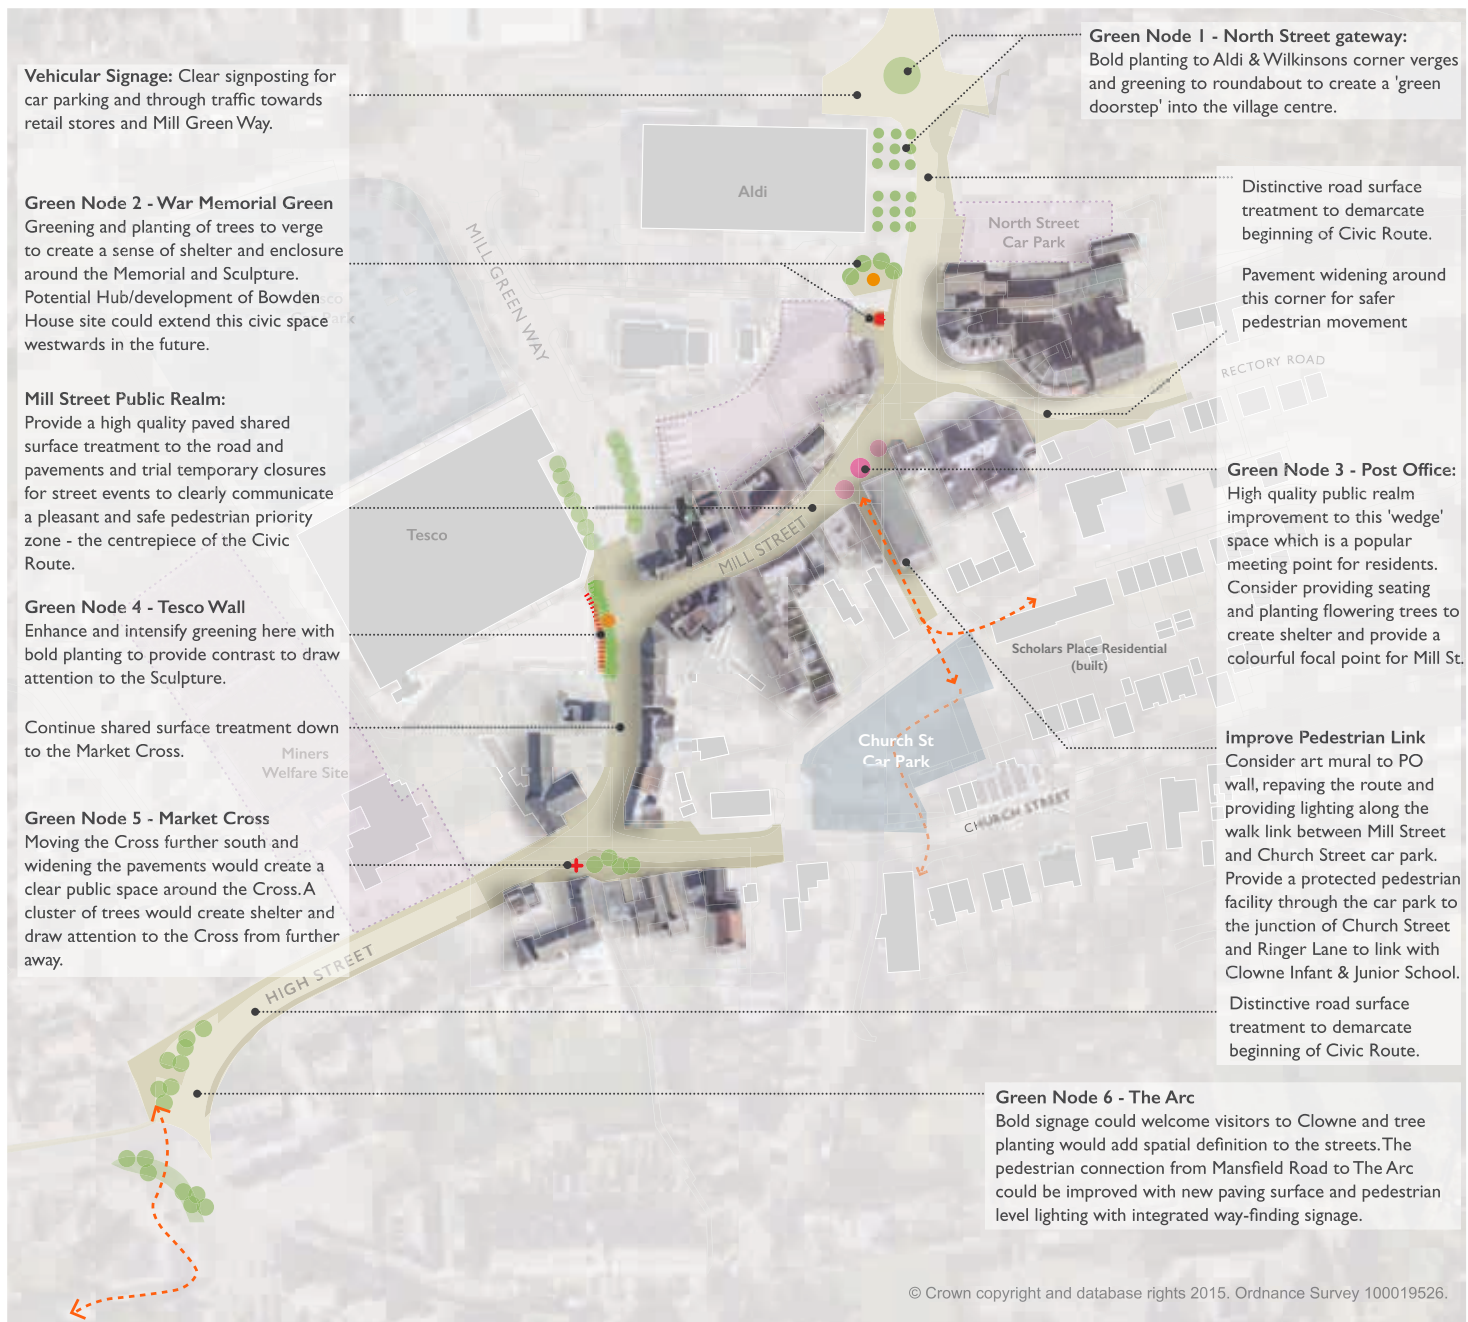 Vehicular Signage: Clear signposting for
car parking and through traffic towards
retail stores and Mill Green Way.
Green Node 2 - War Memorial Green
Greening and planting of trees to verge
to create a sense of shelter and enclosure
around the Memorial and Sculpture.
Potential Hub/development of Bowden
House site could extend this civic space
westwards in the future.
Mill Street Public Realm:
Provide a high quality paved shared
surface treatment to the road and
pavements and trial temporary closures
for street events to clearly communicate
a pleasant and safe pedestrian priority
zone - the centrepiece of the Civic
Route.
Green Node 4 - Tesco Wall
Enhance and intensify greening here with
bold planting to provide contrast to draw
attention to the Sculpture.
Continue shared surface treatment down
to the Market Cross.
Miners
Welfare Site
Green Node 5 - Market Cross
Moving the Cross further south and
widening the pavements would create a
clear public space around the Cross. A
cluster of trees would create shelter and
draw attention to the Cross from further
away.
Tesco
Car Park
MILL GREEN WAY
Aldi
North Street
Car Park
Tesco
MILL STREET
RECTORY ROAD
Scholars Place Residential
(built)
Church St
Car Park
CHURCH STREET
HIGH STREET
Green Node 1 - North Street gateway:
Bold planting to Aldi & Wilkinsons corner verges
and greening to roundabout to create a 'green
doorstep' into the village centre.
Distinctive road surface
treatment to demarcate
beginning of Civic Route.
Pavement widening around
this corner for safer
pedestrian movement
Green Node 3 - Post Office:
High quality public realm
improvement to this 'wedge'
space which is a popular
meeting point for residents.
Consider providing seating
and planting flowering trees to
create shelter and provide a
colourful focal point for Mill St.
Improve Pedestrian Link
Consider art mural to PO
wall, repaving the route and
providing lighting along the
walk link between Mill Street
and Church Street car park.
Provide a protected pedestrian
facility through the car park to
the junction of Church Street
and Ringer Lane to link with
Clowne Infant & Junior School.
Distinctive road surface
treatment to demarcate
beginning of Civic Route.
Green Node 6 - The Arc
Bold signage could welcome visitors to Clowne and tree
planting would add spatial definition to the streets. The
pedestrian connection from Mansfield Road to The Arc
could be improved with new paving surface and pedestrian
level lighting with integrated way-finding signage.
© Crown copyright and database rights 2015. Ordnance Survey 100019526.